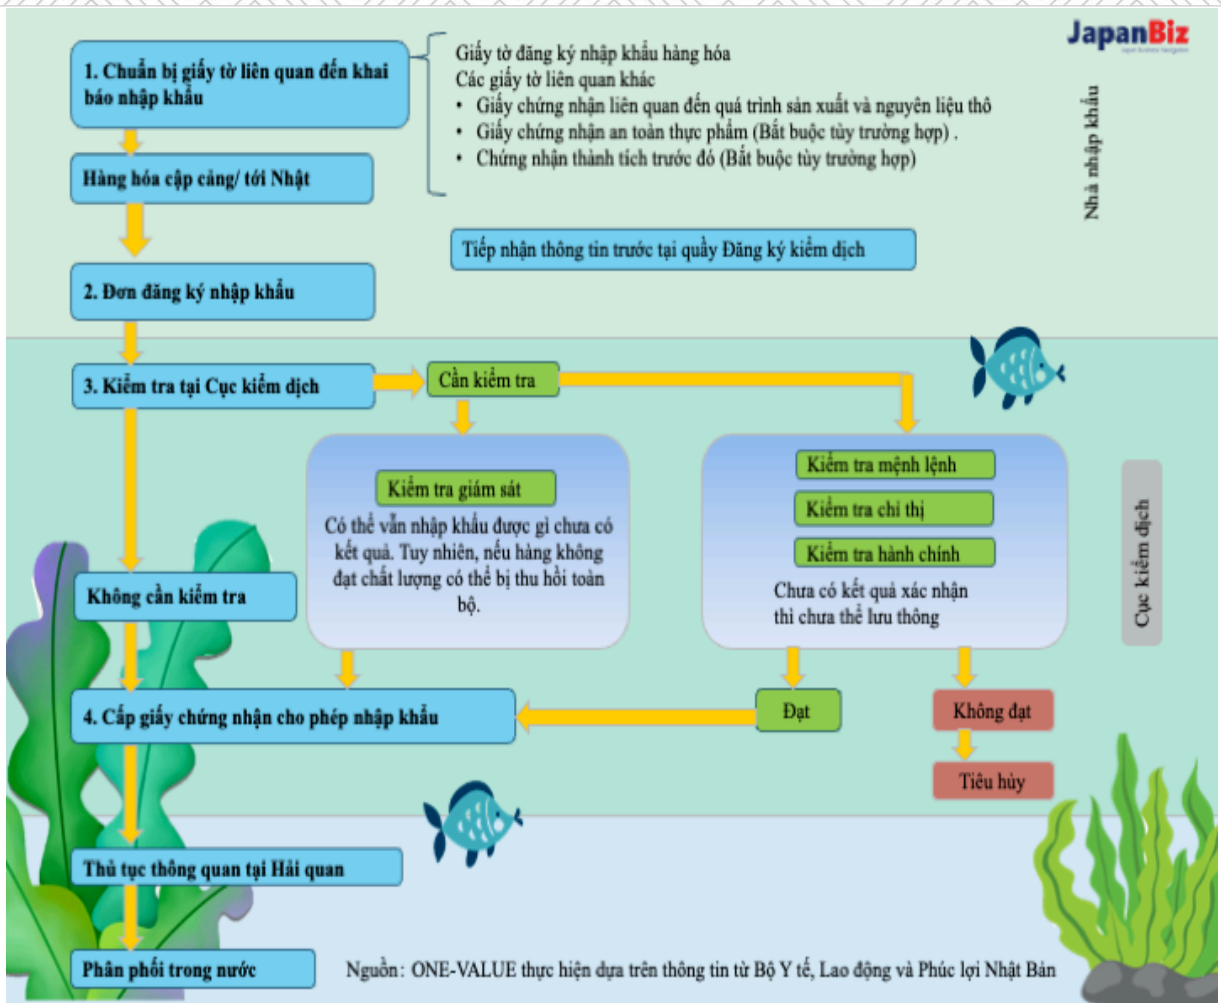 JapanBiz
1. Chuẩn bị giấy tờ liên quan đến khai
báo nhập khẩu
Giấy tờ đăng ký nhập khẩu hàng hóa
Các giấy tờ liên quan khác
• Giấy chứng nhận liên quan đến quá trình sản xuất và nguyên liệu thô
• Giấy chứng nhận an toàn thực phẩm (Bắt buộc tùy trường hợp) .
• Chứng nhận thành tích trước đó (Bắt buộc tùy trường hợp)
Nhà nhập khẩu
Hàng hóa cập cảng/ tới Nhật
Tiếp nhận thông tin trước tại quầy Đăng ký kiểm dịch
2. Đơn đăng ký nhập khẩu
3. Kiểm tra tại Cục kiểm dịch
Cần kiểm tra
Kiểm tra giám sát
Có thể vẫn nhập khẩu được gì chưa có
kết quả. Tuy nhiên, nếu hàng không
đạt chất lượng có thể bị thu hồi toàn
bộ.
Kiểm tra mệnh lệnh
Kiểm tra chỉ thị
Kiểm tra hành chính
Chưa có kết quả xác nhận
thì chưa thể lưu thông
Cục kiểm dịch
Không cần kiểm tra
4. Cấp giấy chứng nhận cho phép nhập khẩu
Đạt
Không đạt
Tiêu hủy
Thủ tục thông quan tại Hải quan
Phân phối trong nước
Nguồn: ONE-VALUE thực hiện dựa trên thông tin từ Bộ Y tế, Lao động và Phúc lợi Nhật Bản